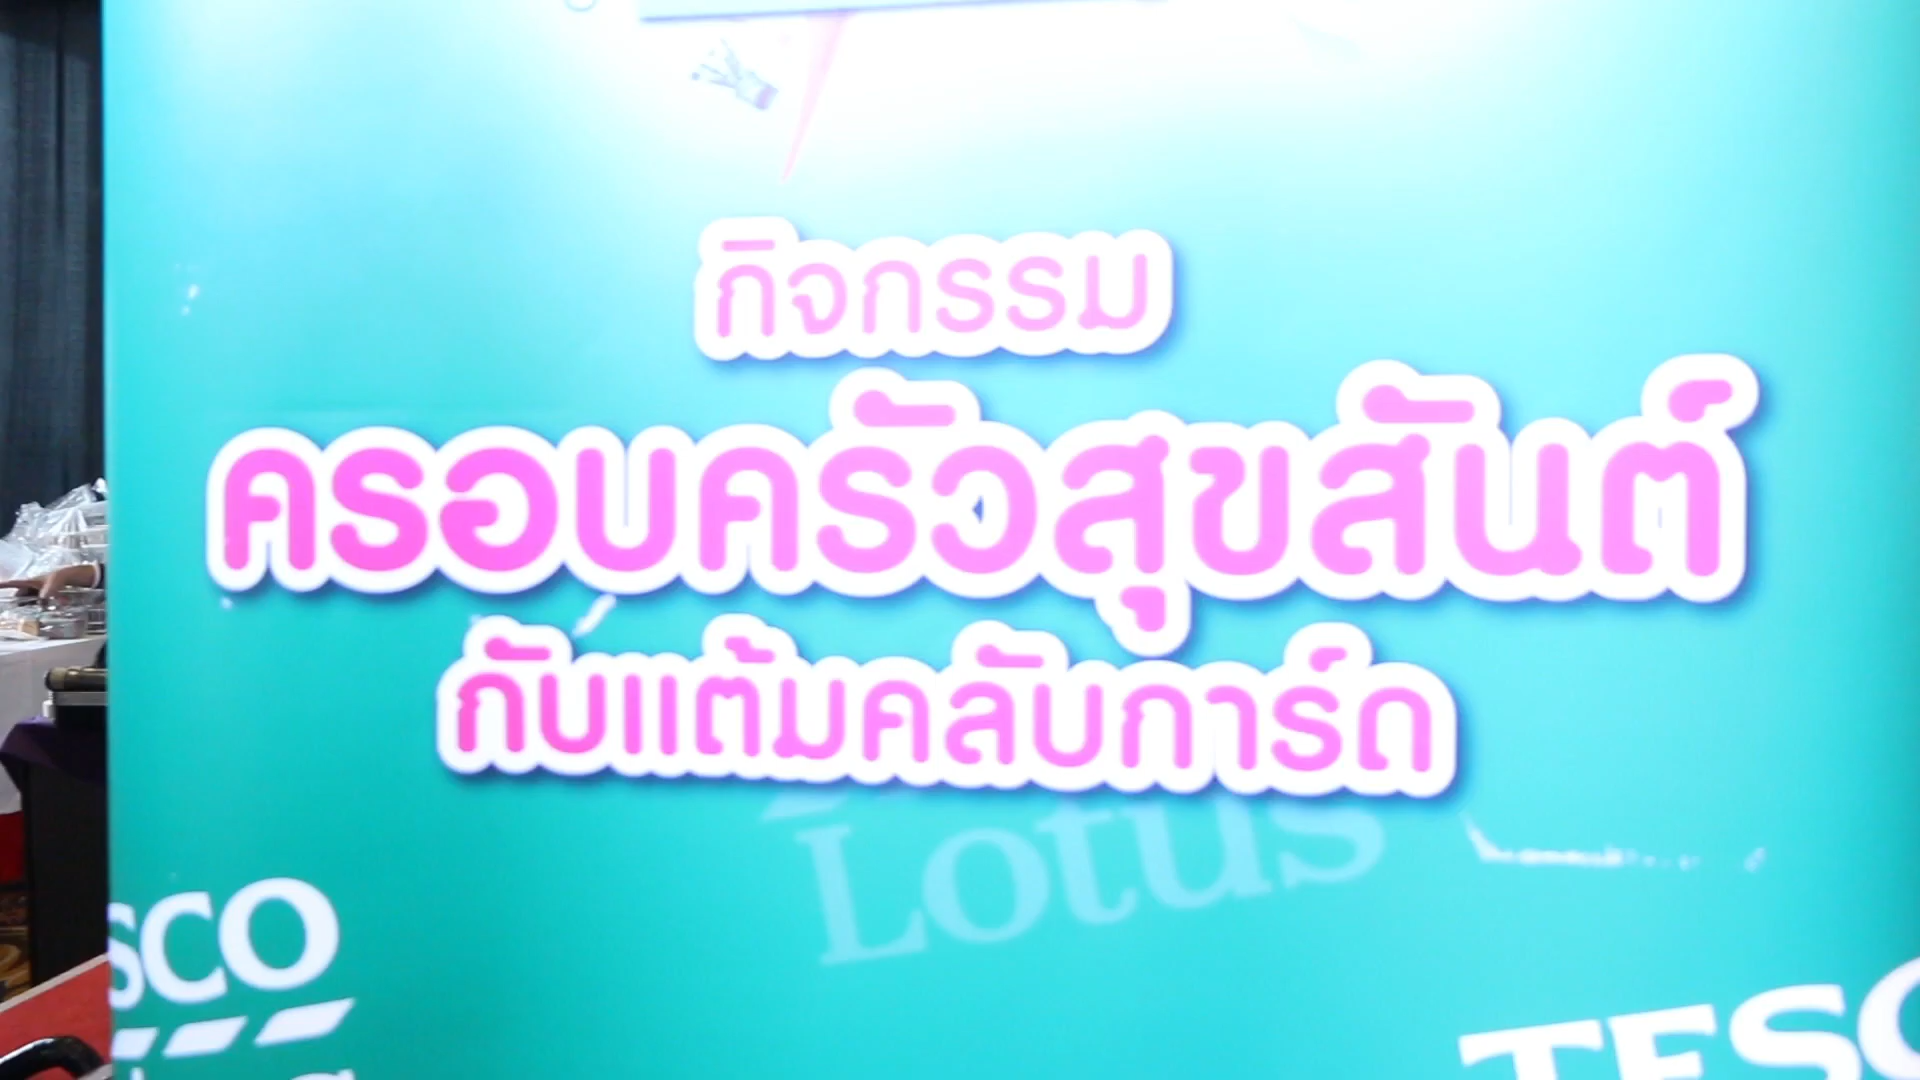 กิจกรรม
ครอบครัวสุขสันต์
กับแต้มคลับการ์ด
Lotus
SCO
TESC